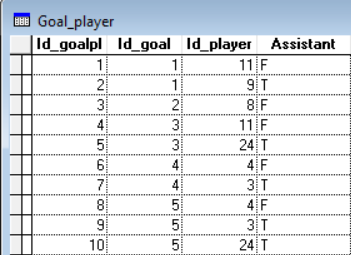 Goal_player
Id_goalpl Id_goal Id_player Assistant
1 1 11 F
2 1 9 T
3 2 8 F
4 3 11 F
5 3 24 T
6 4 4 F
7 4 3 T
8 5 4 F
9 5 3 T
10 5 24 T